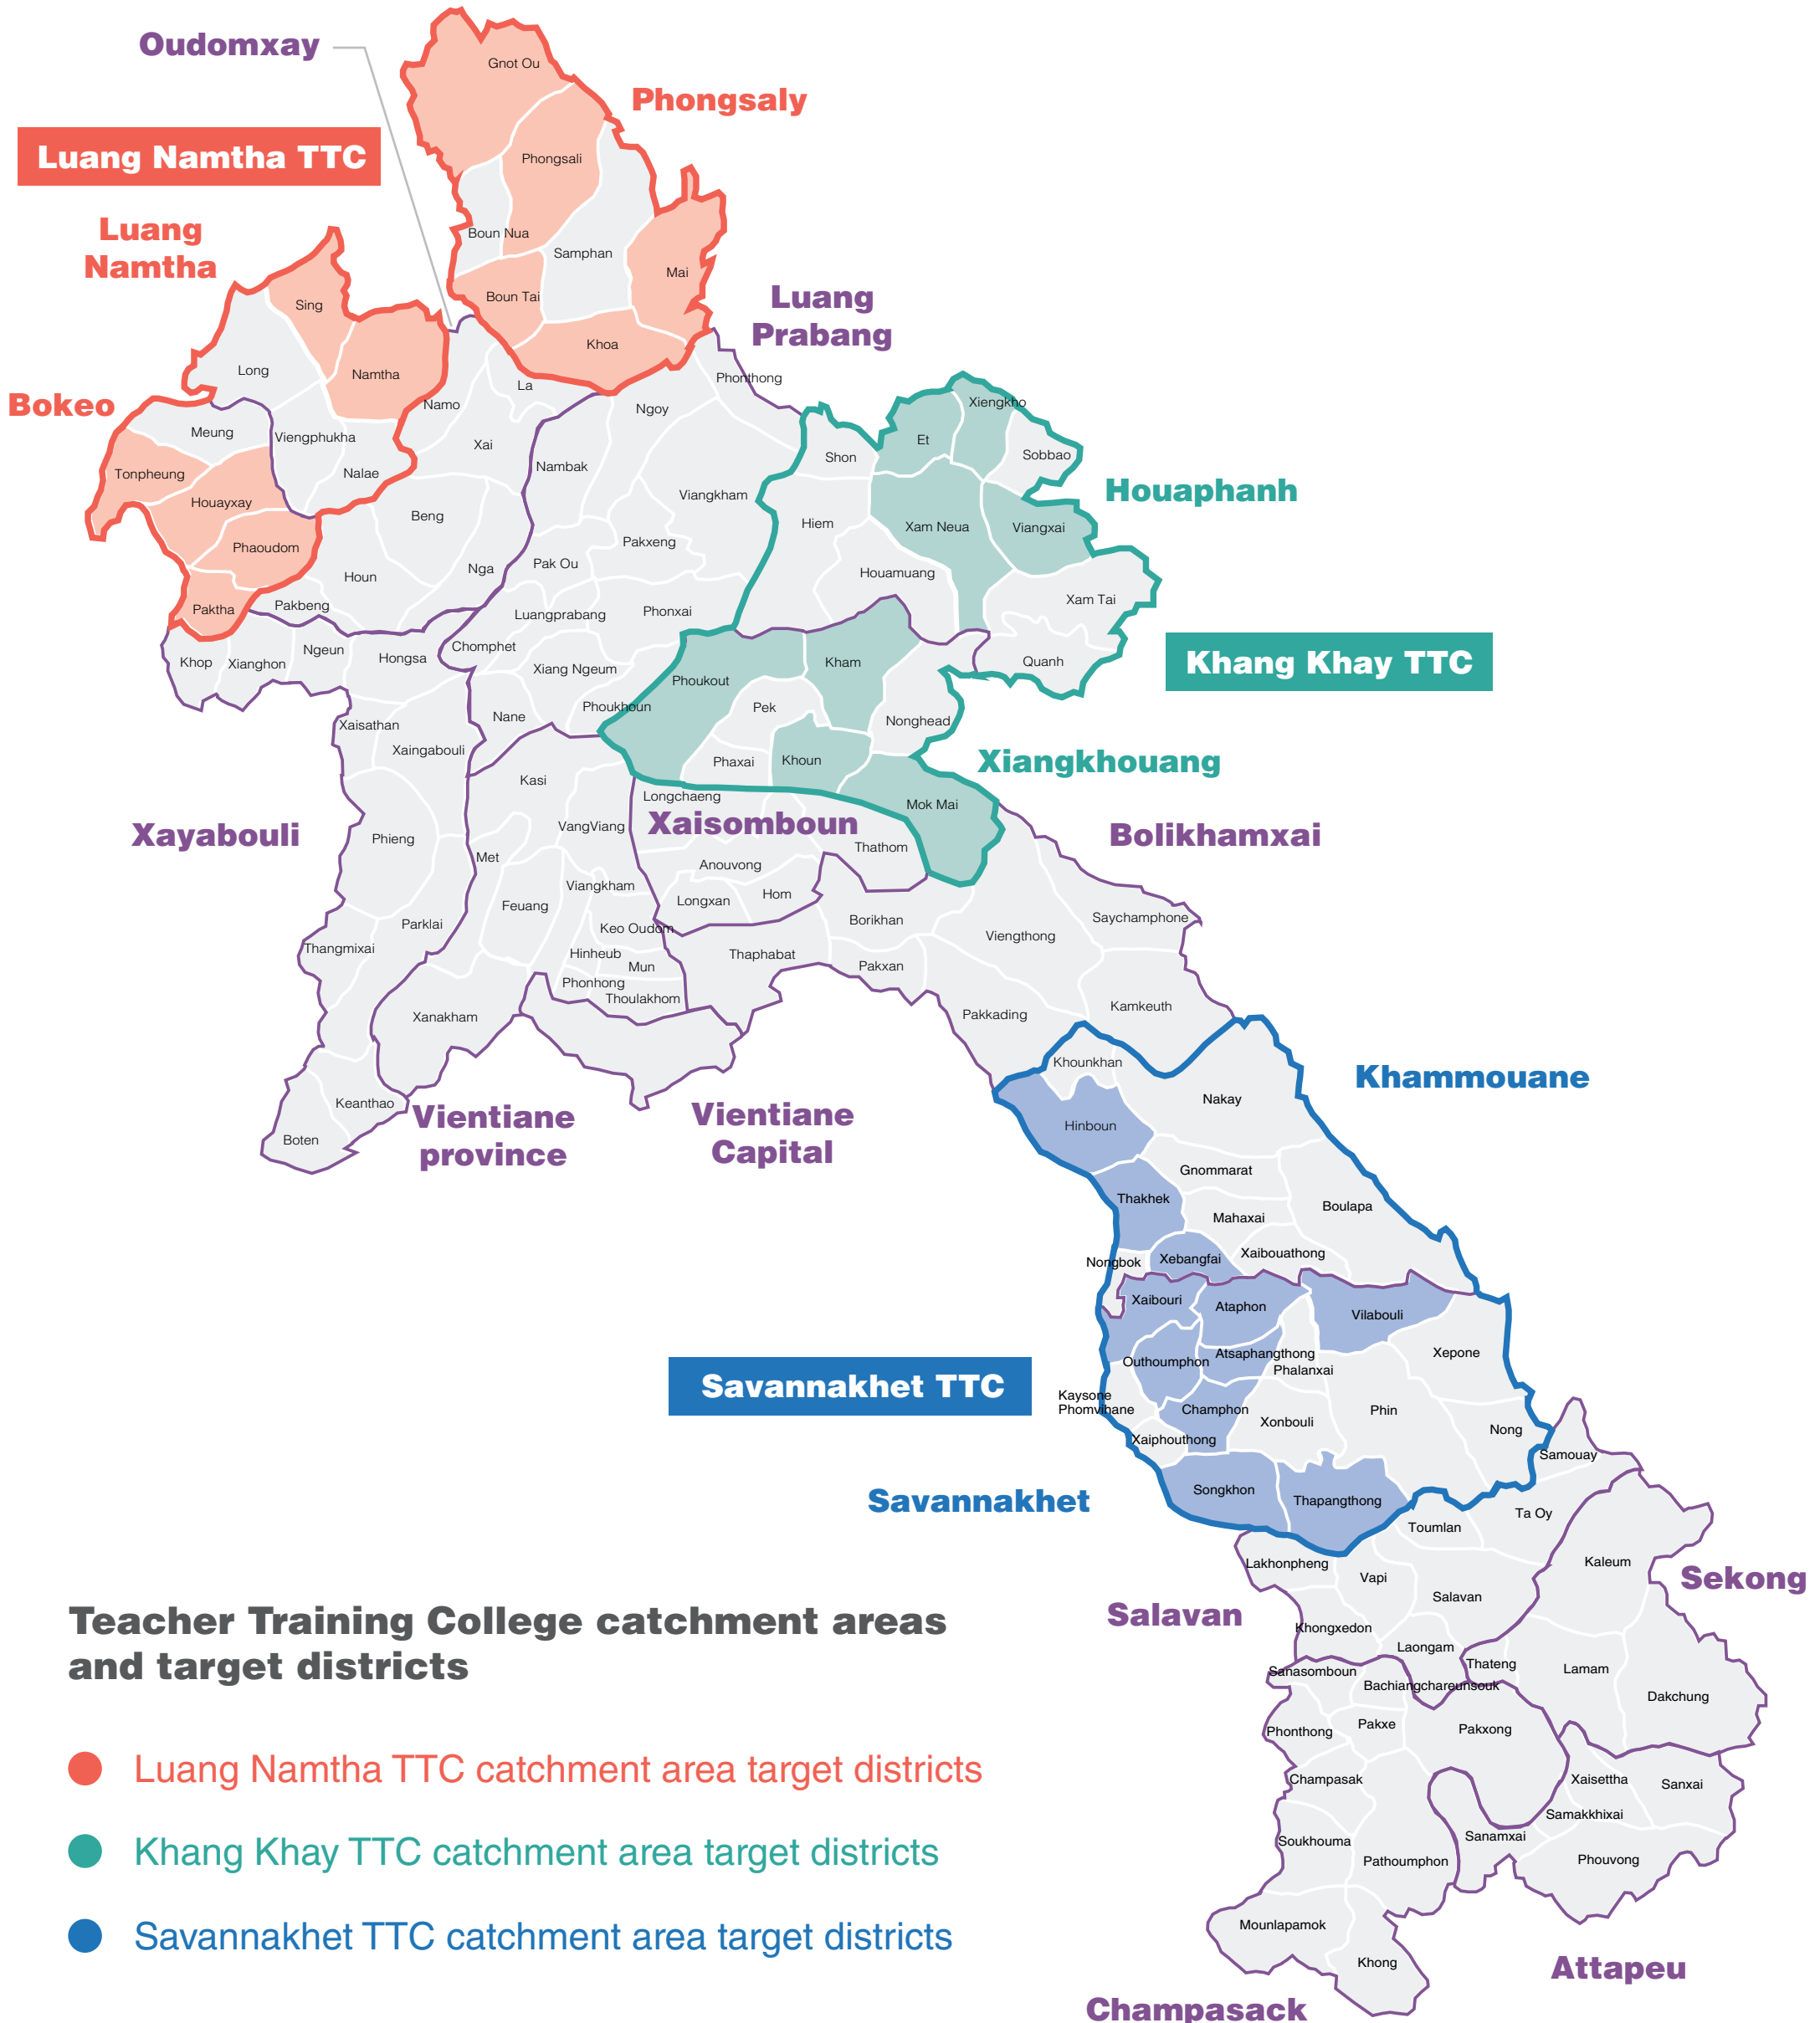 Oudomxay
Gnot Ou
Phongsaly
Luang Namtha TTC
Phongsali
Luang
Namtha
Boun Nua
Samphan
Mai
Sing
Boun Tai
Luang
Prabang
Khoa
Long
Namtha
La
Phonthong
Bokeo
Namo
Ngoy
Xiengkho
Meung
Viengphukha
Xai
Et
Sobbao
Shon
Tonpheung
Nalae
Nambak
Viangkham
Houaphanh
Houayxay
Beng
Hiem
Xam Neua
Viangxai
Phaoudom
Pakxeng
Pak Ou
Houn
Nga
Houamuang
Xam Tai
Paktha
Pakbeng
Luangprabang
Phonxai
Khop
Xianghon
Ngeun
Hongsa
Chomphet
Xiang Ngeum
Kham
Quanh
Khang Khay TTC
Phoukout
Phoukhoun
Pek
Nane
Nonghead
Xaisathan
Xaingabouli
Phaxai
Khoun
Xiangkhouang
Kasi
Longchaeng
Mok Mai
Xayabouli
Phieng
VangViang
Xaisomboun
Bolikhamxai
Met
Thathom
Anouvong
Viangkham
Hom
Longxan
Feuang
Parklai
Keo Oudom
Borikhan
Saychamphone
Viengthong
Thangmixai
Hinheub
Mun
Thaphabat
Pakxan
Phonhong
Thoulakhom
Xanakham
Pakkading
Kamkeuth
Khounkhan
Khammouane
Keanthao
Boten
Vientiane
province
Vientiane
Capital
Nakay
Hinboun
Gnommarat
Thakhek
Boulapa
Mahaxai
Nongbok
Xebangfai
Xaibouathong
Xaibouri
Ataphon
Vilabouli
Outhoumphon
Atsaphangthong
Phalanxai
Xepone
Savannakhet TTC
Kaysone
Phomvihane
Champhon
Xonbouli
Phin
Nong
Xaiphouthong
Samouay
Savannakhet
Songkhon
Thapangthong
Toumlan
Ta Oy
Lakhonpheng
Vapi
Kaleum
Sekong
Salavan
Salavan
Khongxedon
Laongam
Thateng
Lamam
Sanasomboun
Bachiangchareunsouk
Dakchung
Phonthong
Pakxe
Pakxong
Champasak
Xaisettha
Sanxai
Samakkhixai
Soukhouma
Sanamxai
Pathoumphon
Phouvong
Mounlapamok
Khong
Attapeu
Champasack
Teacher Training College catchment areas
and target districts
Luang Namtha TTC catchment area target districts
Khang Khay TTC catchment area target districts
Savannakhet TTC catchment area target districts